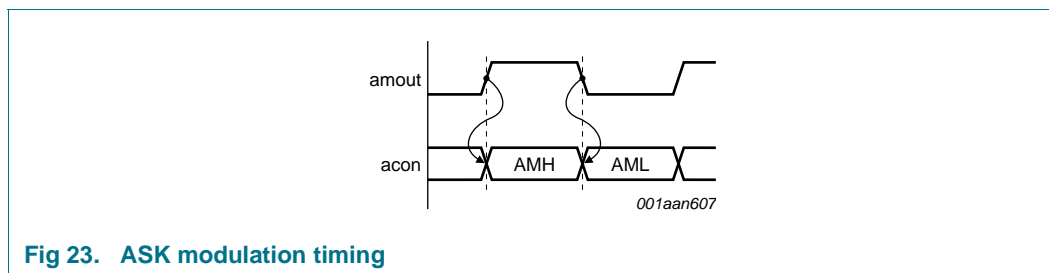 amout
acon
AMH
AML
001aan607
Fig 23. ASK modulation timing